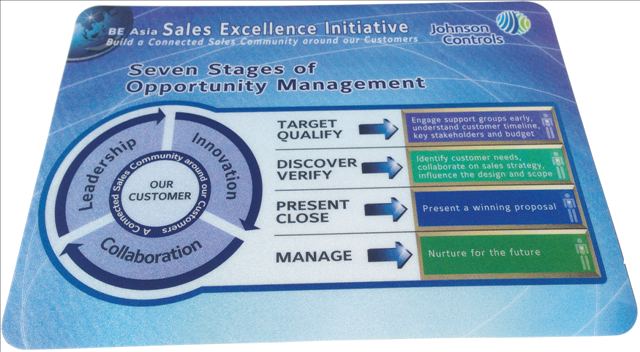 BE Asia Sales Excellence Initiative
Build a Connected Sales Community around our Customers
Johnson
Controls
Seven Stages of
Opportunity Management
Leadership
Innovation
Collaboration
A Connected Sales Community around our Customers
OUR
CUSTOMER
TARGET
QUALIFY
Engage support groups early,
understand customer timeline,
key stakeholders and budget
DISCOVER
VERIFY
Identify customer needs,
collaborate on sales strategy,
influence the design and scope
PRESENT
CLOSE
Present a winning proposal
MANAGE
Nurture for the future